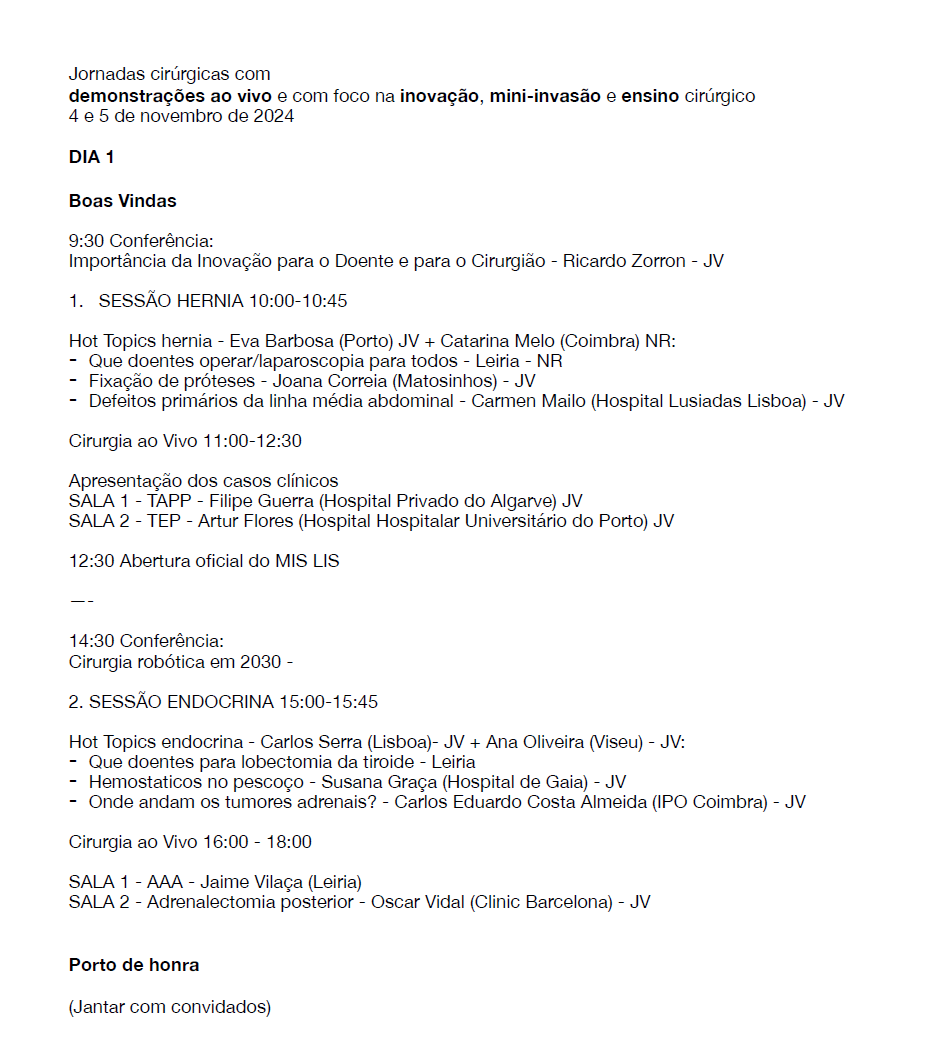 Jornadas cirúrgicas com
demonstrações ao vivo e com foco na inovação, mini-invasão e ensino cirúrgico
4 e 5 de novembro de 2024
DIA 1
Boas Vindas
9:30 Conferência:
Importância da Inovação para o Doente e para o Cirurgião - Ricardo Zorron - JV
1. SESSÃO HERNIA 10:00-10:45
Hot Topics hernia - Eva Barbosa (Porto) JV + Catarina Melo (Coimbra) NR:
- Que doentes operar/laparoscopia para todos - Leiria - NR
- Fixação de próteses - Joana Correia (Matosinhos) - JV
- Defeitos primários da linha média abdominal - Carmen Mailo (Hospital Lusiadas Lisboa) - JV
Cirurgia ao Vivo 11:00-12:30
Apresentação dos casos clínicos
SALA 1 - TAPP - Filipe Guerra (Hospital Privado do Algarve) JV
SALA 2 - TEP - Artur Flores (Hospital Hospitalar Universitário do Porto) JV
12:30 Abertura oficial do MIS LIS
—-
14:30 Conferência:
Cirurgia robótica em 2030 -
2. SESSÃO ENDOCRINA 15:00-15:45
Hot Topics endocrina - Carlos Serra (Lisboa)- JV + Ana Oliveira (Viseu) - JV:
- Que doentes para lobectomia da tiroide - Leiria
- Hemostaticos no pescoço - Susana Graça (Hospital de Gaia) - JV
- Onde andam os tumores adrenais? - Carlos Eduardo Costa Almeida (IPO Coimbra) - JV
Cirurgia ao Vivo 16:00 - 18:00
SALA 1 - AAA - Jaime Vilaça (Leiria)
SALA 2 - Adrenalectomia posterior - Oscar Vidal (Clinic Barcelona) - JV
Porto de honra
(Jantar com convidados)